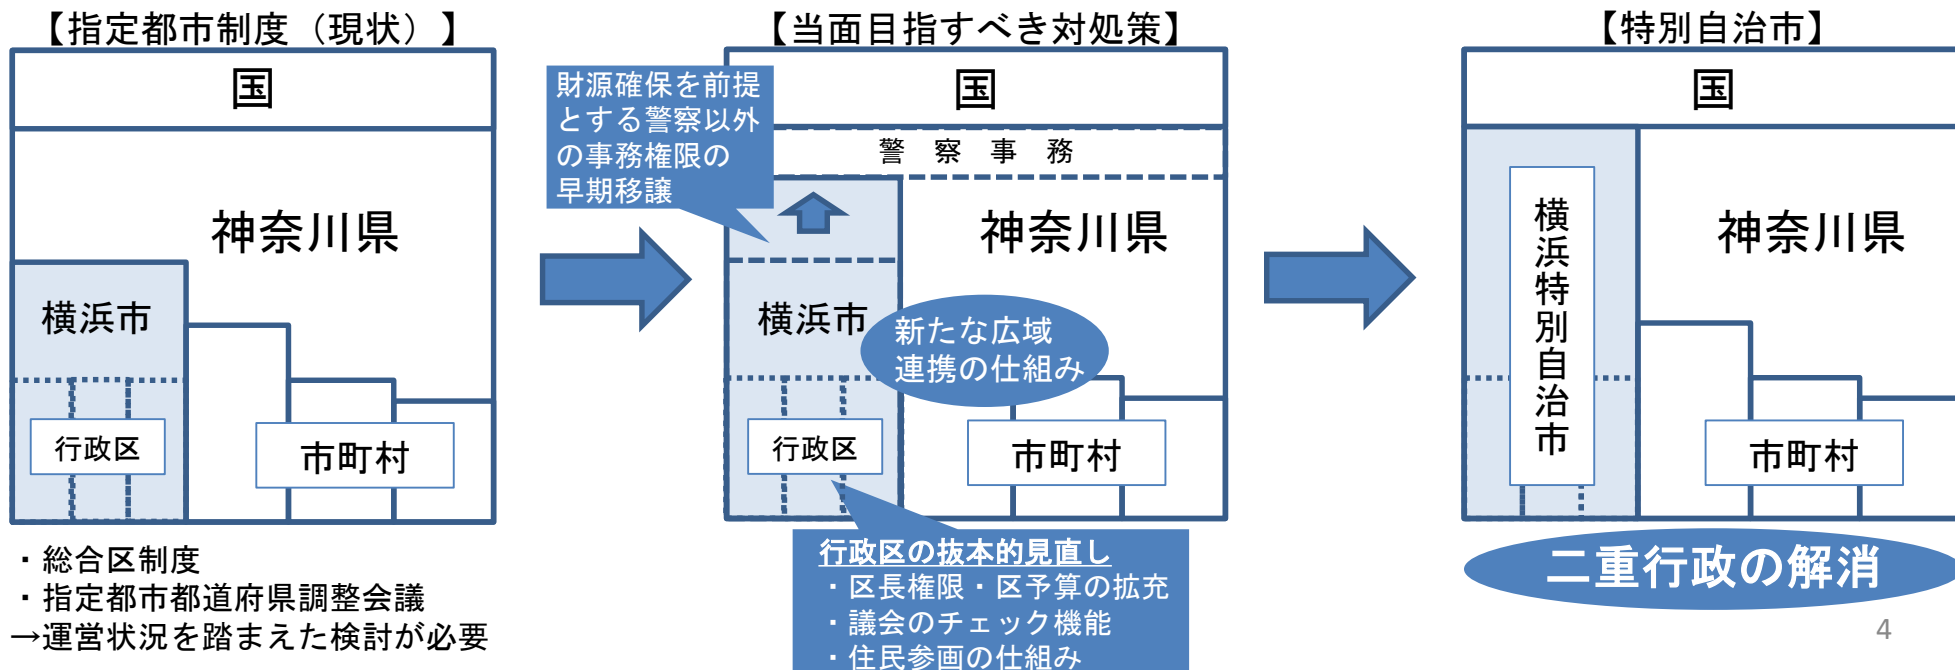 【指定都市制度（現状）】
国
神奈川県
横浜市
行政区
市町村
・総合区制度
・指定都市都道府県調整会議
→運営状況を踏まえた検討が必要
【当面目指すべき対処策】
国
財源確保を前提
とする警察以外
の事務権限の
早期移譲
警察事務
神奈川県
横浜市
新たな広域
連携の仕組み
行政区
市町村
行政区の抜本的見直し
・区長権限・区予算の拡充
・議会のチェック機能
・住民参画の仕組み
【特別自治市】
国
横浜特別自治市
神奈川県
市町村
二重行政の解消
4